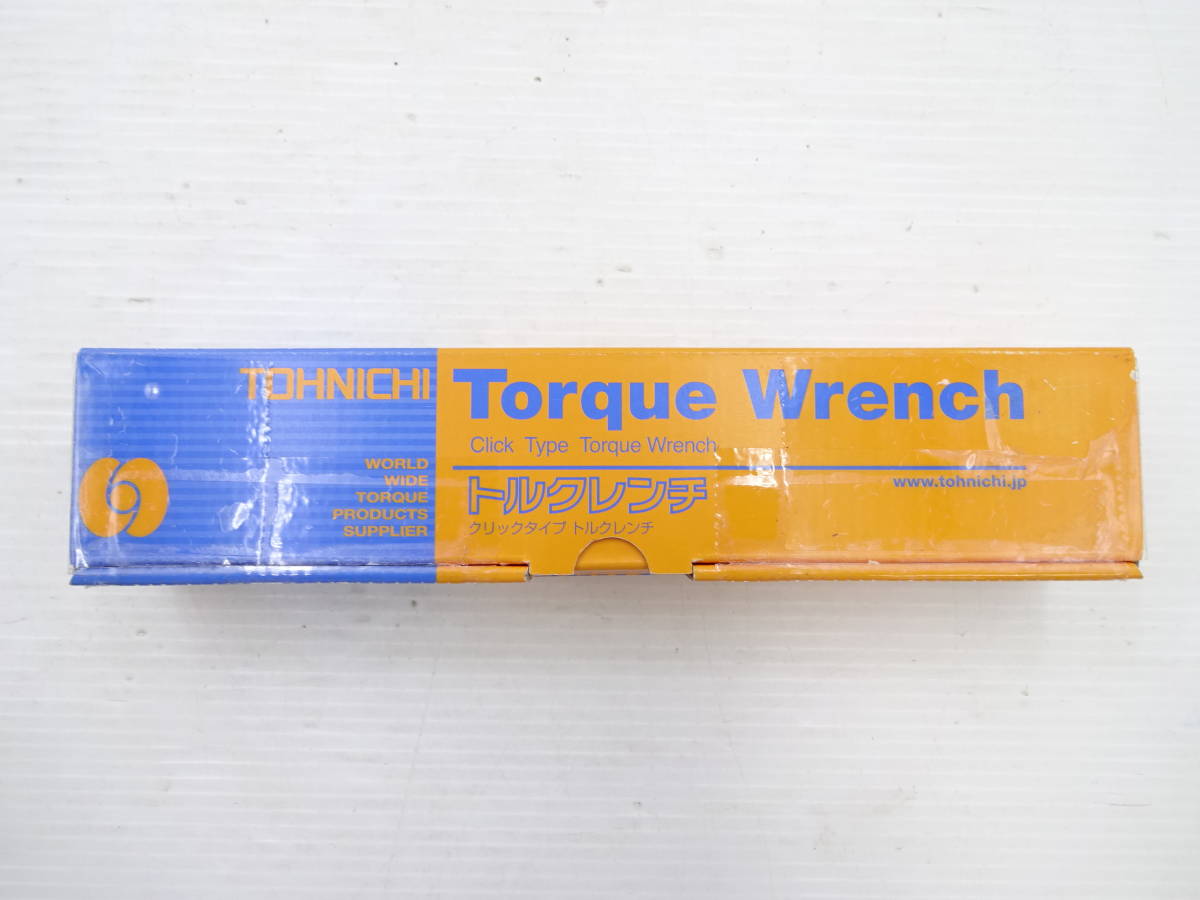 TOHNICHI
WORLD
WIDE
TORQUE
PRODUCTS
SUPPLIER
Torque Wrench
Click Type Torque Wrench
トルクレンチ
クリックタイプ トルクレンチ
www.tohnichi.jp